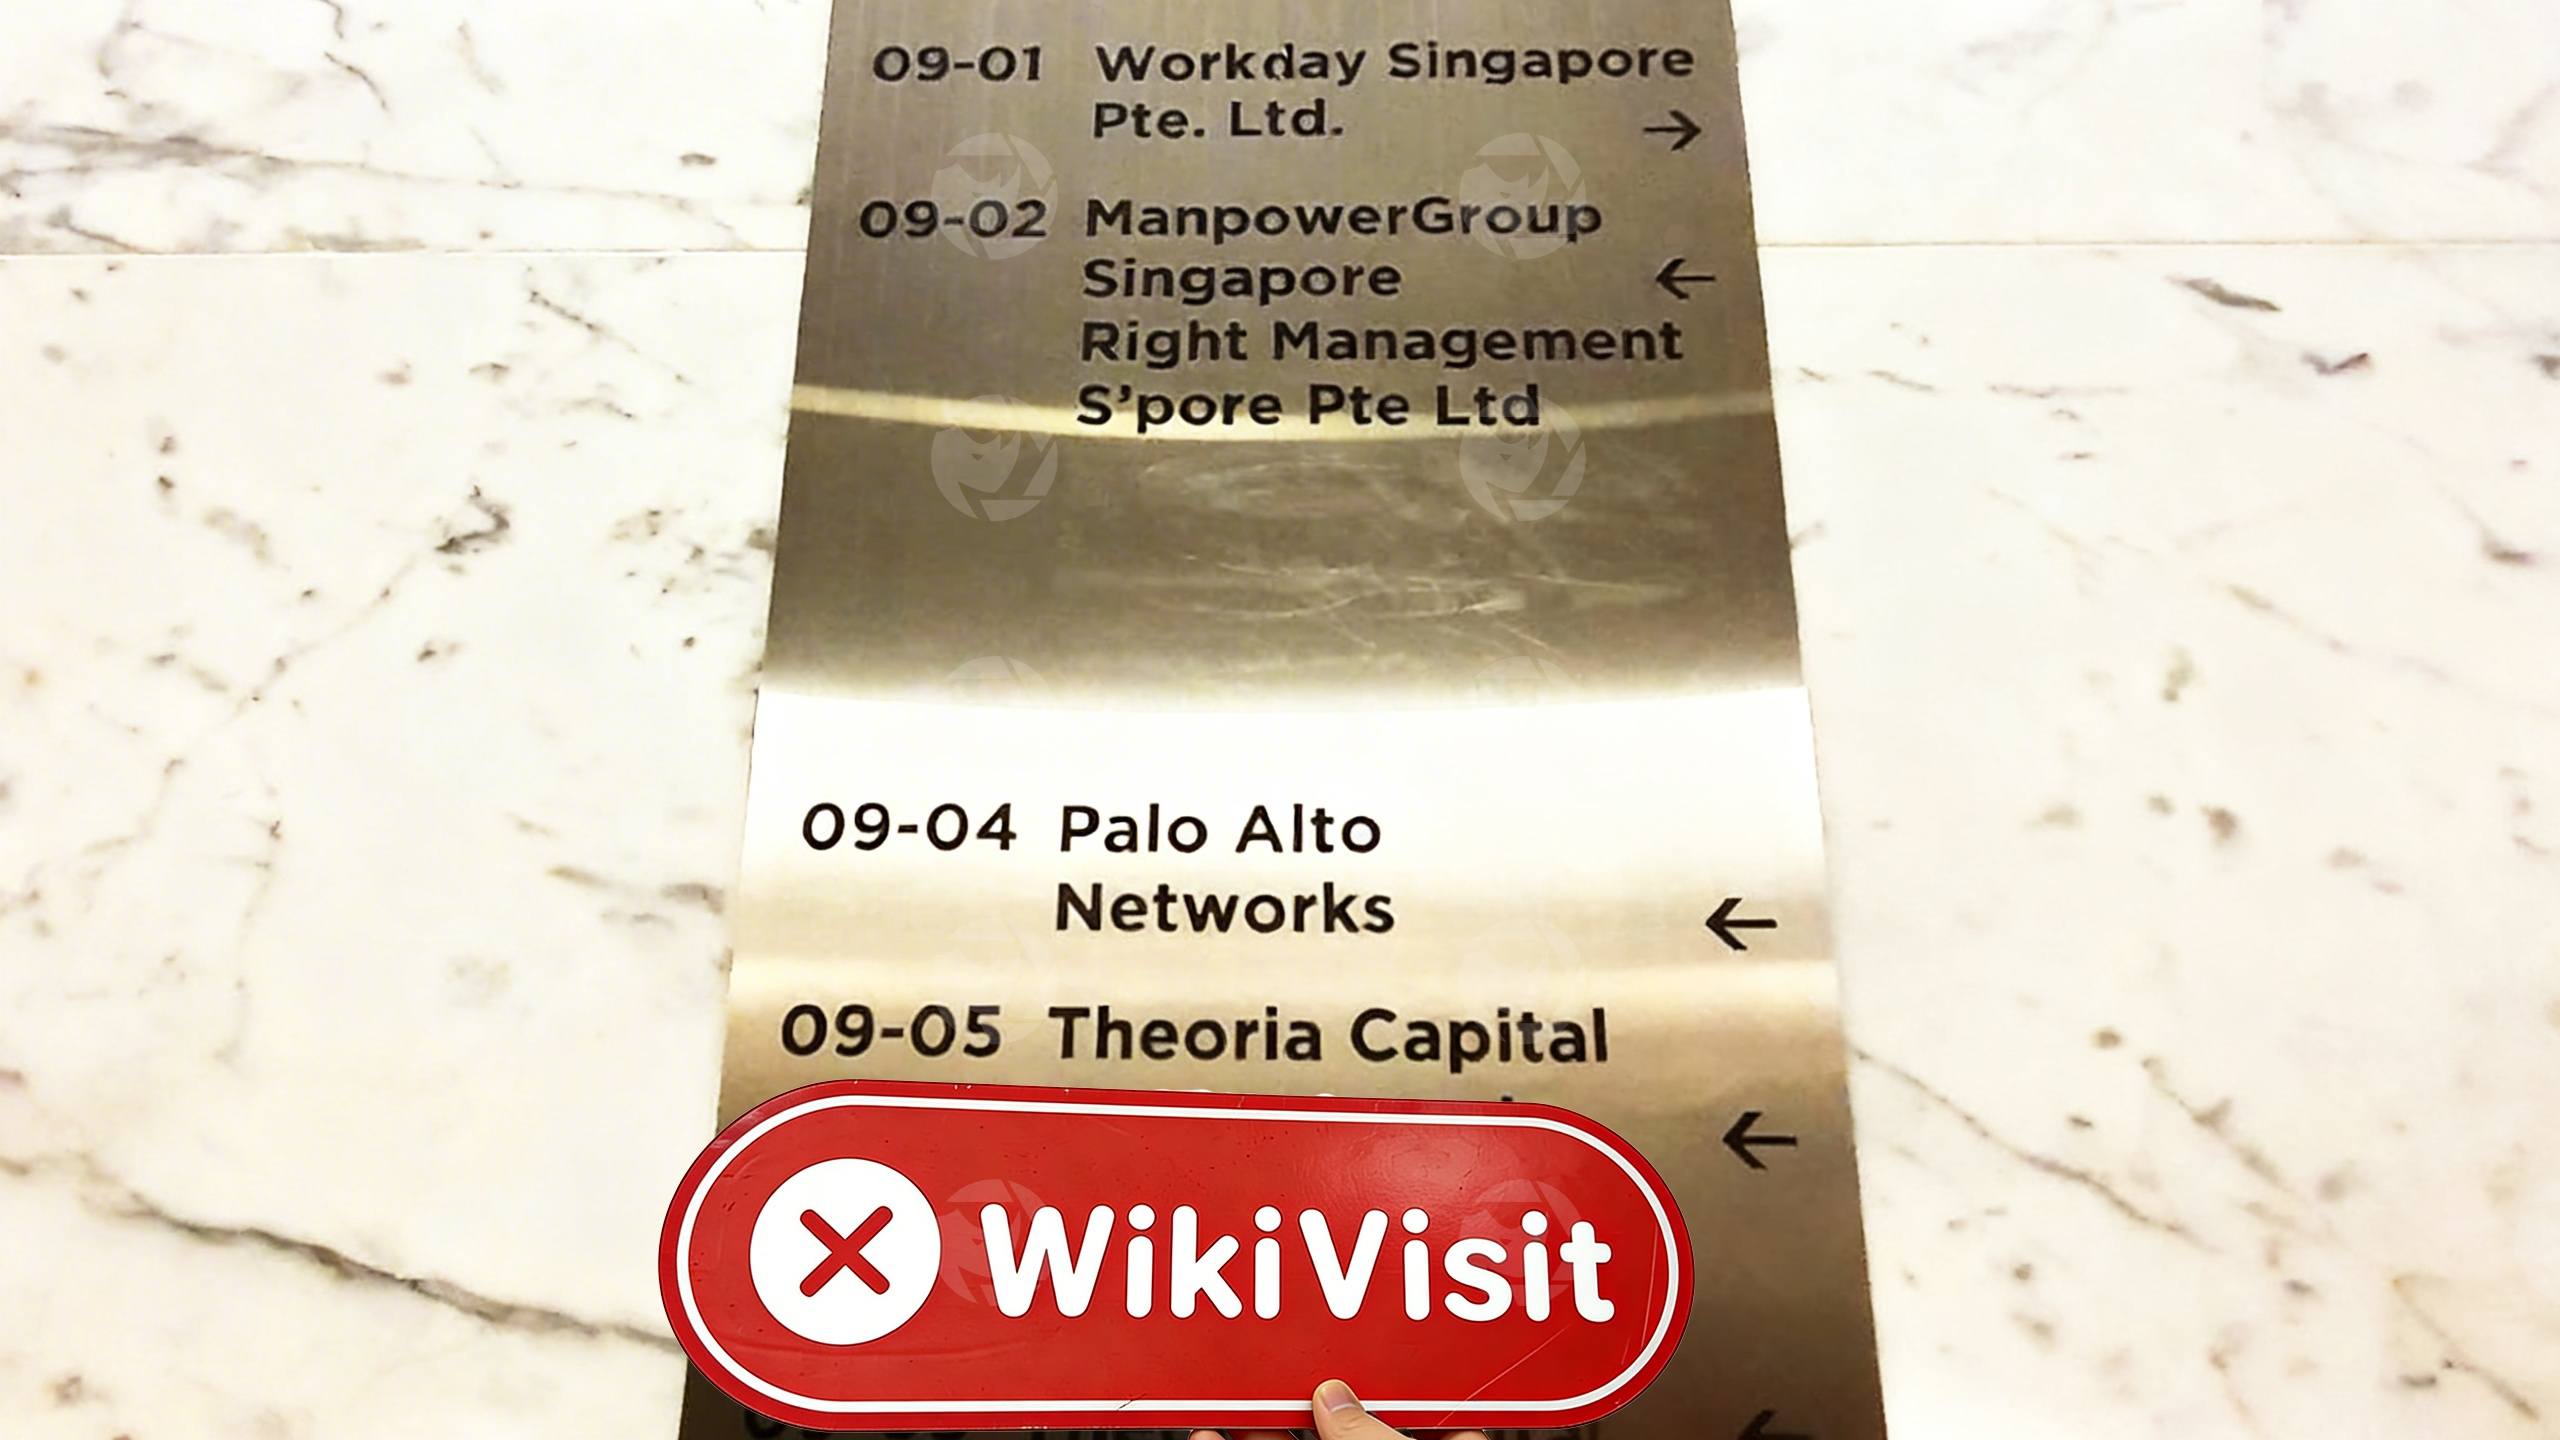 09-01 Workday Singapore
Pte. Ltd. →
09-02 ManpowerGroup
Singapore ←
Right Management
S'pore Pte Ltd
09-04 Palo Alto
Networks ←
09-05 Theoria Capital
←
WikiVisit
←